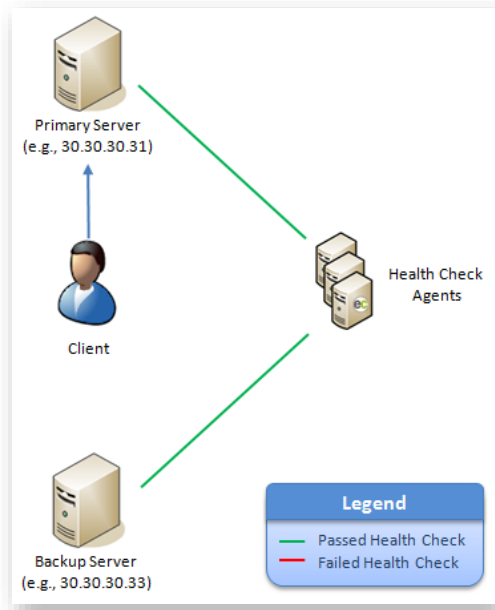 Primary Server
(e.g., 30.30.30.31)
Health Check
Agents
ec
Client
Backup Server
(e.g., 30.30.30.33)
Legend
Passed Health Check
Failed Health Check